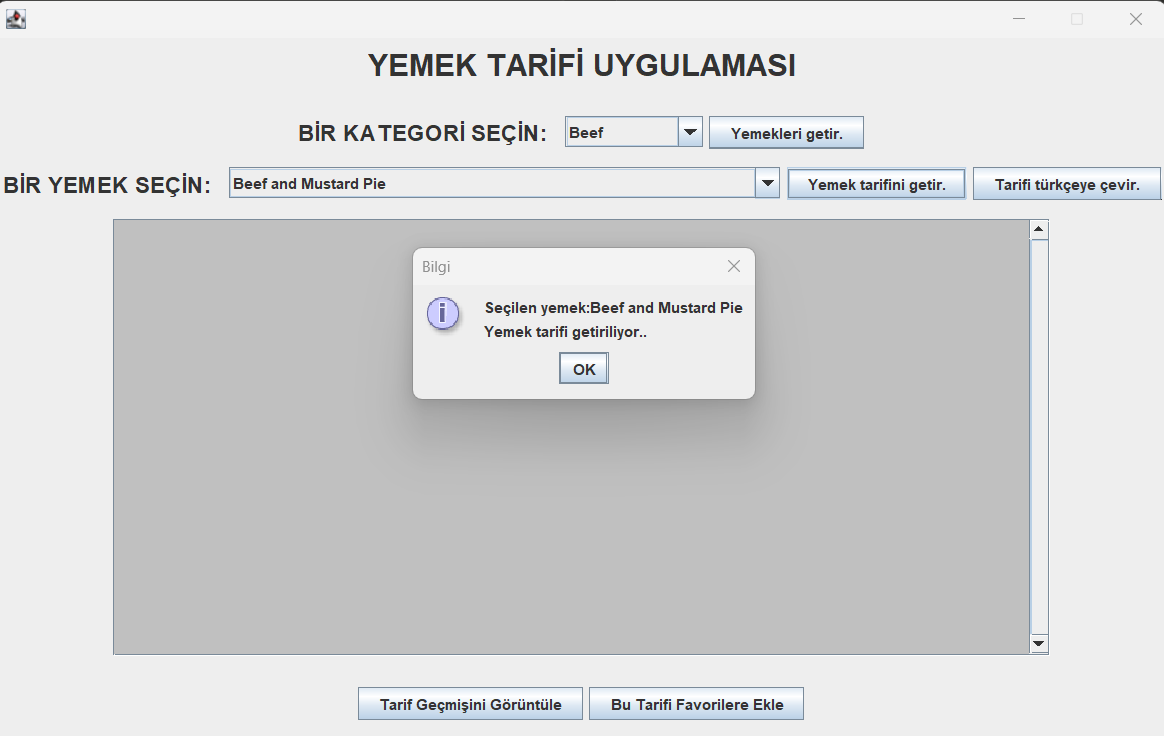 YEMEK TARİFİ UYGULAMASI
BİR KATEGORİ SEÇİN: Beef Yemekleri getir.
BİR YEMEK SEÇİN: Beef and Mustard Pie Yemek tarifini getir. Tarifi türkçeye çevir.
Bilgi
Seçilen yemek:Beef and Mustard Pie
Yemek tarifi getiriliyor..
OK
Tarif Geçmişini Görüntüle Bu Tarifi Favorilere Ekle